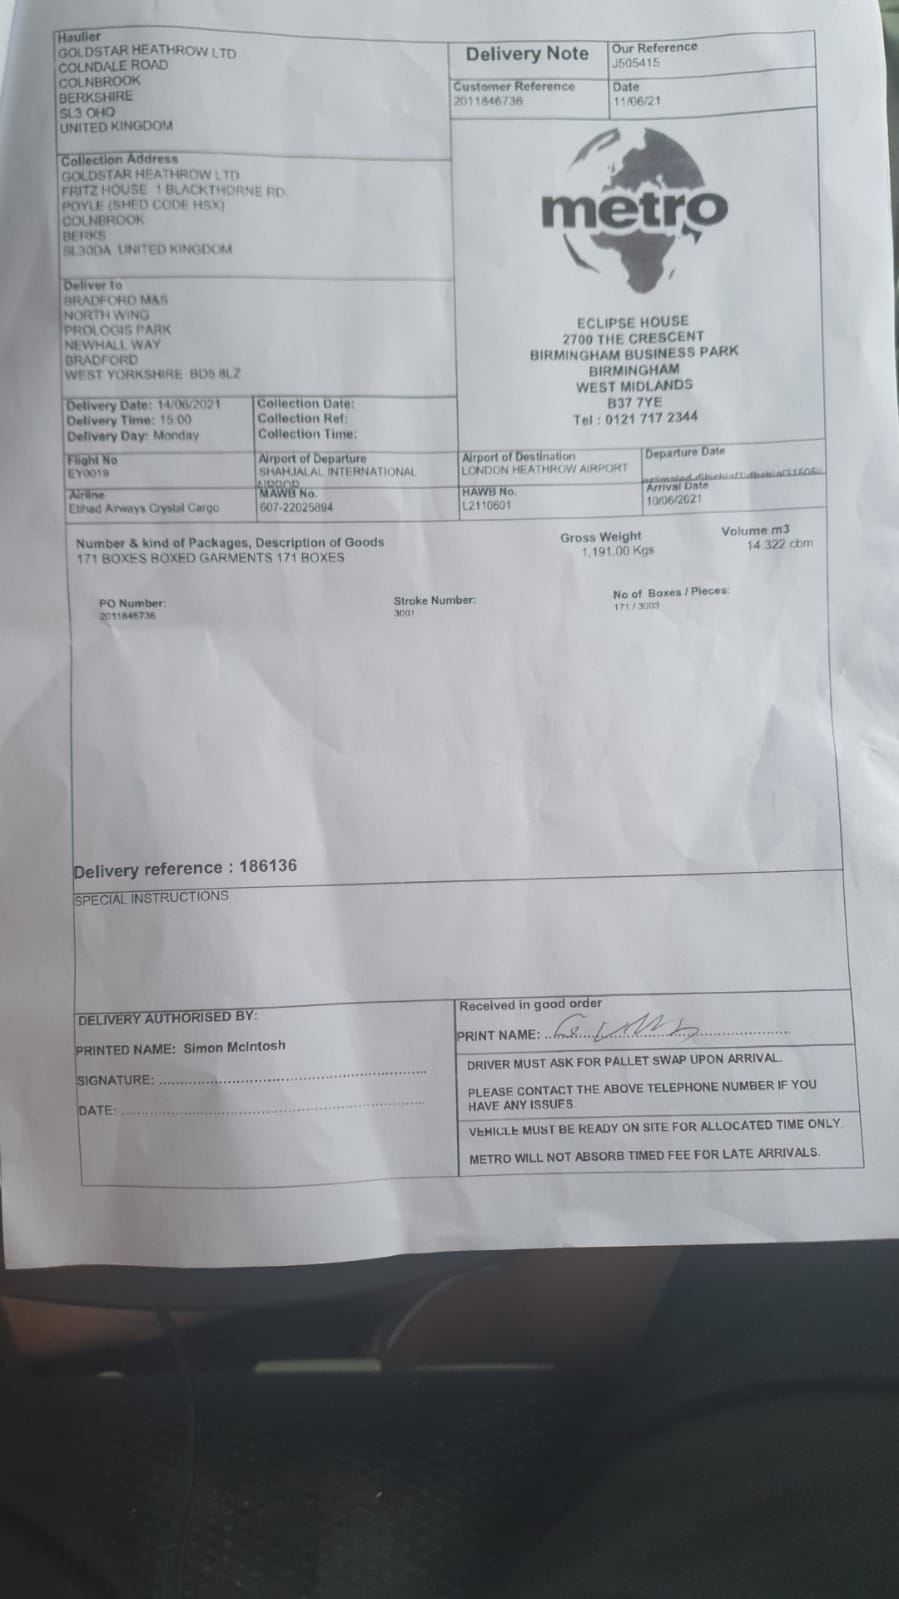 Haulier
GOLDSTAR HEATHROW LTD
COLNDALE ROAD
COLNBROOK
BERKSHIRE
SL3 0HQ
UNITED KINGDOM
Delivery Note
Our Reference
J505415
Customer Reference
2011846736
Date
11/06/21
Collection Address
GOLDSTAR HEATHROW LTD
FRITZ HOUSE 1 BLACKTHORNE RD
POYLE (SHED CODE HSX)
COLNBROOK
BERKS
SL30DA UNITED KINGDOM
metro
Deliver to
BRADFORD M&S
NORTH WING
PROLOGIS PARK
NEWHALL WAY
BRADFORD
WEST YORKSHIRE BD5 8LZ
ECLIPSE HOUSE
2700 THE CRESCENT
BIRMINGHAM BUSINESS PARK
BIRMINGHAM
WEST MIDLANDS
B37 7YE
Tel : 0121 717 2344
Delivery Date: 14/06/2021
Delivery Time: 15:00
Delivery Day: Monday
Collection Date:
Collection Ref:
Collection Time:
Flight No
EY0019
Airport of Departure
SHAHJALAL INTERNATIONAL
Airport of Destination
LONDON HEATHROW AIRPORT
Departure Date
Airline
Etihad Airways Crystal Cargo
MAWB No.
607-22025894
HAWB No.
L2110601
Arrival Date
10/06/2021
Number & kind of Packages, Description of Goods
171 BOXES BOXED GARMENTS 171 BOXES
Gross Weight
1,191.00 Kgs
Volume m3
14.322 cbm
PO Number:
2011846736
Stroke Number:
3001
No of Boxes / Pieces:
171 / 3003
Delivery reference : 186136
SPECIAL INSTRUCTIONS
DELIVERY AUTHORISED BY:
PRINTED NAME: Simon McIntosh
SIGNATURE:
DATE:
Received in good order
PRINT NAME:
DRIVER MUST ASK FOR PALLET SWAP UPON ARRIVAL.
PLEASE CONTACT THE ABOVE TELEPHONE NUMBER IF YOU
HAVE ANY ISSUES.
VEHICLE MUST BE READY ON SITE FOR ALLOCATED TIME ONLY.
METRO WILL NOT ABSORB TIMED FEE FOR LATE ARRIVALS.